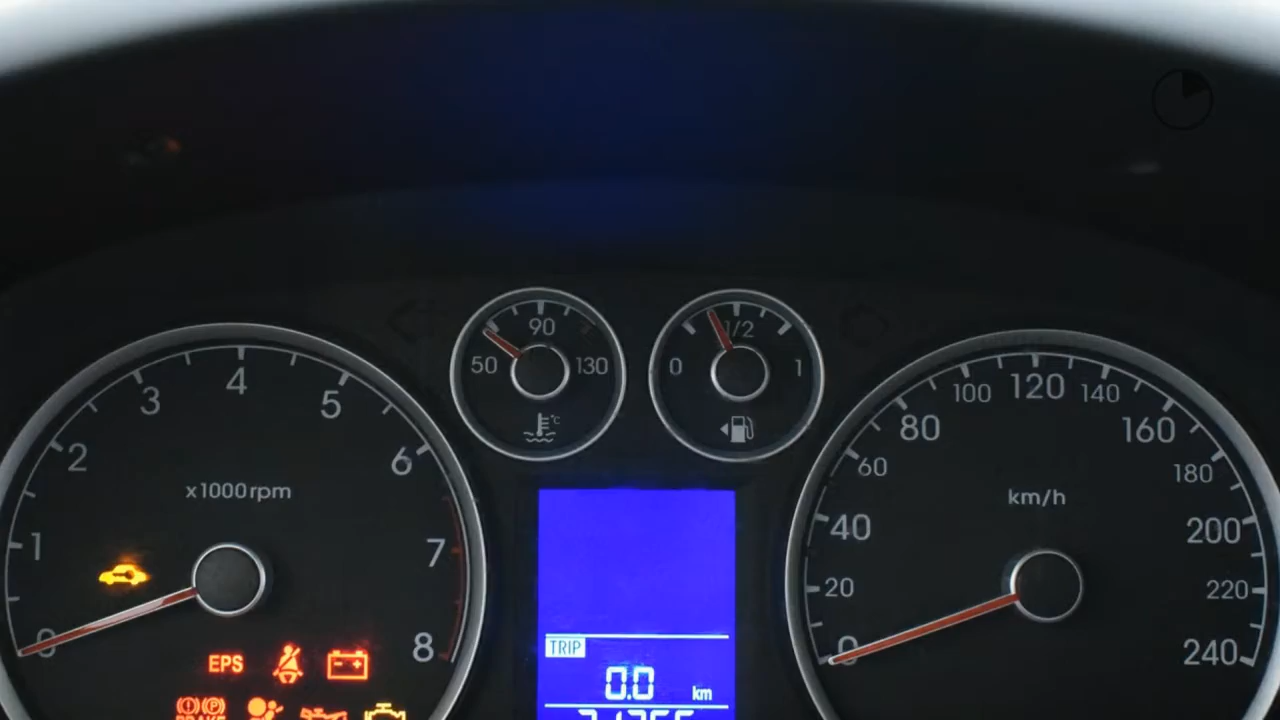 90
50 130
°C
1/2
0 1
0 1 2 3 4 5 6 7 8
x1000rpm
EPS
BRAKE
TRIP
0.0 km
0 20 40 60 80 100 120 140 160 180 200 220 240
km/h